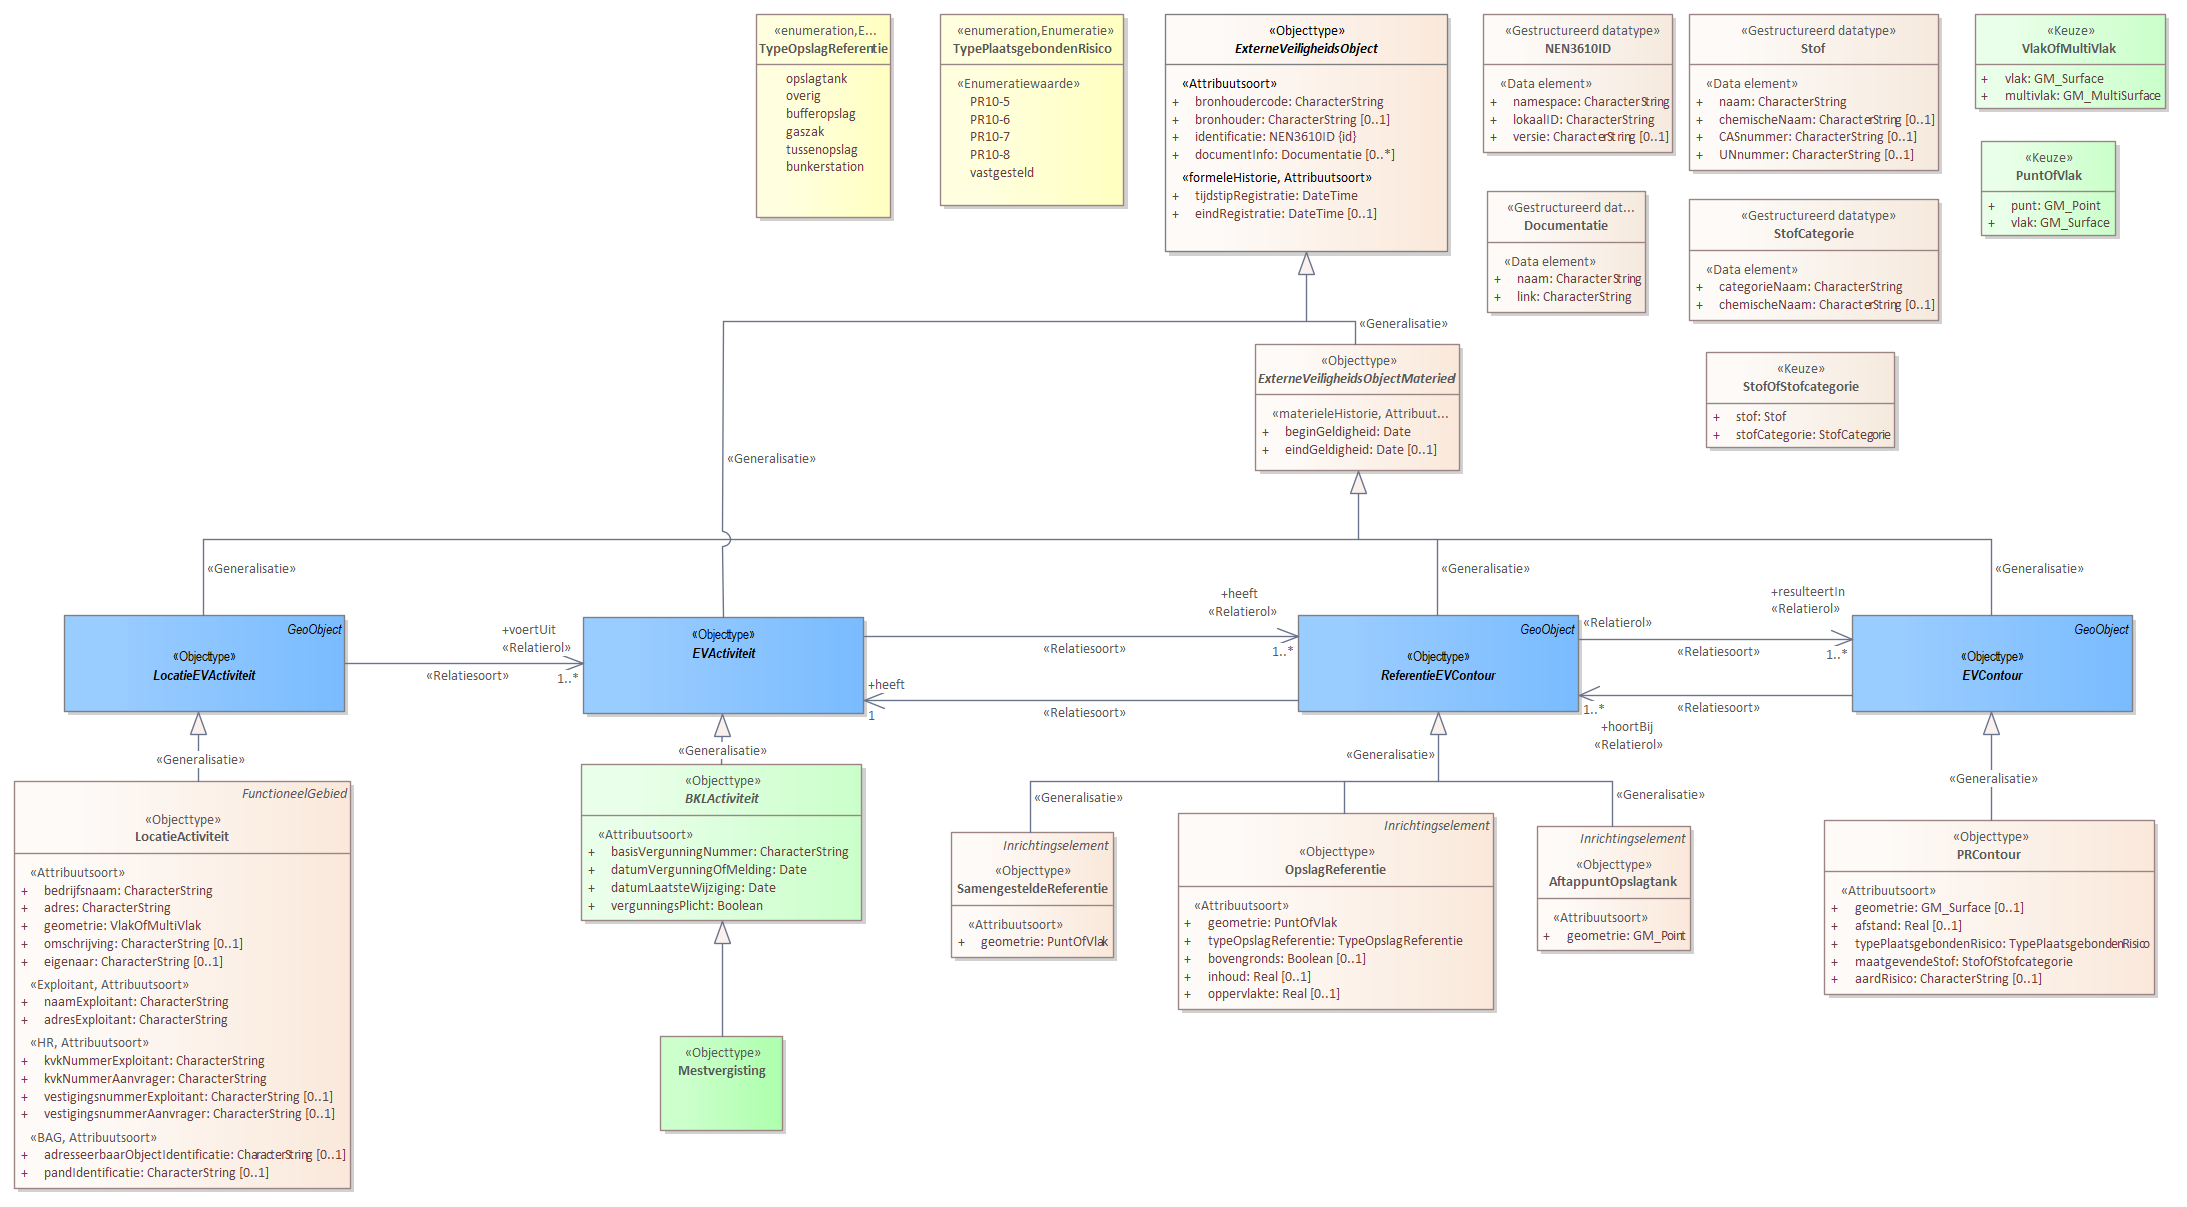 «enumeration,E...
TypeOpslagReferentie
opslagtank
overig
bufferopslag
gaszak
tussenopslag
bunkerstation
«enumeration,Enumeratie»
TypePlaatsgebondenRisico
«Enumeratiewaarde»
PR10-5
PR10-6
PR10-7
PR10-8
vastgesteld
«Objecttype»
ExterneVeiligheidsObject
«Attribuutsoort»
+ bronhoudercode: CharacterString
+ bronhouder: CharacterString [0..1]
+ identificatie: NEN3610ID {id}
+ documentInfo: Documentatie [0..*]
«formeleHistorie, Attribuutsoort»
+ tijdstipRegistratie: DateTime
+ eindRegistratie: DateTime [0..1]
«Gestructureerd datatype»
NEN3610ID
«Data element»
+ namespace: CharacterString
+ lokaalID: CharacterString
+ versie: CharacterString [0..1]
«Gestructureerd datatype»
Stof
«Data element»
+ naam: CharacterString
+ chemischeNaam: CharacterString [0..1]
+ CASnummer: CharacterString [0..1]
+ UNnummer: CharacterString [0..1]
«Keuze»
VlakOfMultiVlak
+ vlak: GM_Surface
+ multivlak: GM_MultiSurface
«Keuze»
PuntOfVlak
+ punt: GM_Point
+ vlak: GM_Surface
«Gestructureerd dat...
Documentatie
«Data element»
+ naam: CharacterString
+ link: CharacterString
«Gestructureerd datatype»
StofCategorie
«Data element»
+ categorieNaam: CharacterString
+ chemischeNaam: CharacterString [0..1]
«Keuze»
StofOfStofcategorie
+ stof: Stof
+ stofCategorie: StofCategorie
«Generalisatie»
«Objecttype»
ExterneVeiligheidsObjectMaterieel
«materieleHistorie, Attribuut...
+ beginGeldigheid: Date
+ eindGeldigheid: Date [0..1]
«Generalisatie»
«Generalisatie»
«Generalisatie»
«Generalisatie»
GeoObject
«Objecttype»
LocatieEVActiviteit
+voertUit
«Relatierol»
«Relatiesoort»
1..*
«Objecttype»
EVActiviteit
+heeft
«Relatierol»
«Relatiesoort»
1..*
+heeft
1
«Relatiesoort»
GeoObject
«Objecttype»
ReferentieEVContour
«Relatierol»
+resulteertIn
«Relatierol»
«Relatiesoort»
1..*
1..*
«Relatiesoort»
+hoortBij
«Relatierol»
GeoObject
«Objecttype»
EVContour
«Generalisatie»
«Generalisatie»
«Generalisatie»
«Generalisatie»
«Generalisatie»
«Generalisatie»
FunctioneelGebied
«Objecttype»
LocatieActiviteit
«Attribuutsoort»
+ bedrijfsnaam: CharacterString
+ adres: CharacterString
+ geometrie: VlakOfMultiVlak
+ omschrijving: CharacterString [0..1]
+ eigenaar: CharacterString [0..1]
«Exploitant, Attribuutsoort»
+ naamExploitant: CharacterString
+ adresExploitant: CharacterString
«HR, Attribuutsoort»
+ kvkNummerExploitant: CharacterString
+ kvkNummerAanvrager: CharacterString
+ vestigingsnummerExploitant: CharacterString [0..1]
+ vestigingsnummerAanvrager: CharacterString [0..1]
«BAG, Attribuutsoort»
+ adresseerbaarObjectIdentificatie: CharacterString [0..1]
+ pandIdentificatie: CharacterString [0..1]
«Objecttype»
BKLActiviteit
«Attribuutsoort»
+ basisVergunningNummer: CharacterString
+ datumVergunningOfMelding: Date
+ datumLaatsteWijziging: Date
+ vergunningsPlicht: Boolean
«Objecttype»
Mestvergisting
Inrichtingselement
«Objecttype»
SamengesteldeReferentie
«Attribuutsoort»
+ geometrie: PuntOfVlak
Inrichtingselement
«Objecttype»
OpslagReferentie
«Attribuutsoort»
+ geometrie: PuntOfVlak
+ typeOpslagReferentie: TypeOpslagReferentie
+ bovengronds: Boolean [0..1]
+ inhoud: Real [0..1]
+ oppervlakte: Real [0..1]
Inrichtingselement
«Objecttype»
AftappuntOpslagtank
«Attribuutsoort»
+ geometrie: GM_Point
«Objecttype»
PRContour
«Attribuutsoort»
+ geometrie: GM_Surface [0..1]
+ afstand: Real [0..1]
+ typePlaatsgebondenRisico: TypePlaatsgebondenRisico
+ maatgevendeStof: StofOfStofcategorie
+ aardRisico: CharacterString [0..1]